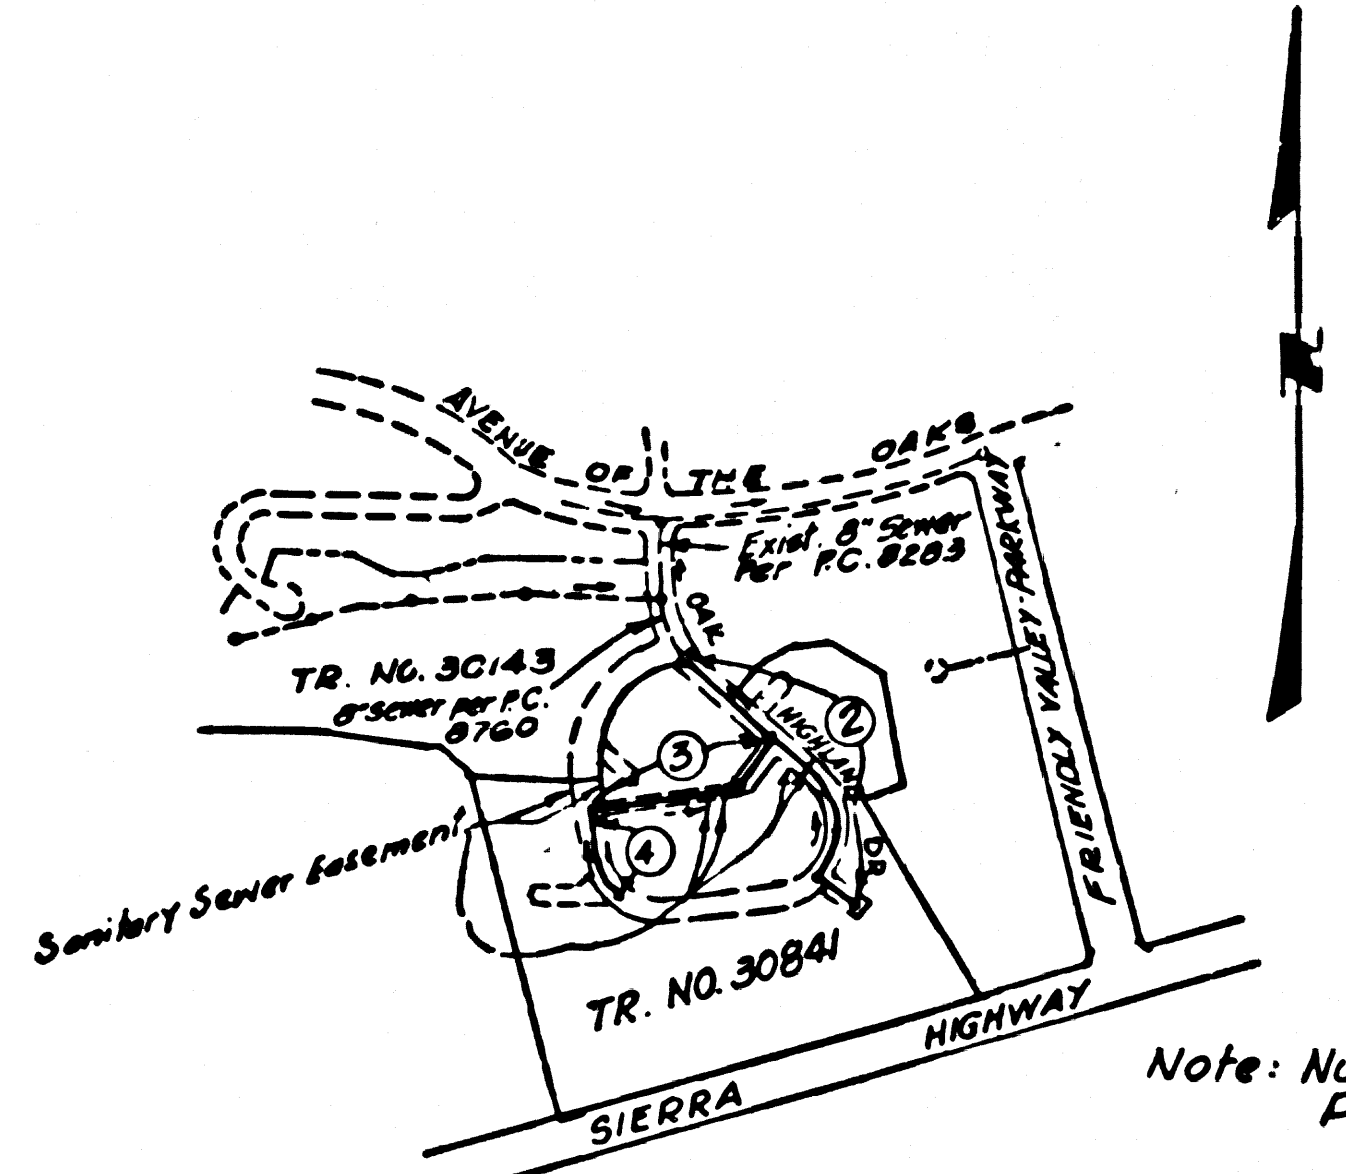 N
AVENUE OF THE OAKS
Exist. 8" Sewer
Per P.C. 8283
OAK
HIGHLAND
DR
FRIENDLY VALLEY PARKWAY
TR. NO. 30143
8" sewer per P.C.
8760
2
3
4
Sanitary Sewer Easement
TR. NO. 30841
SIERRA HIGHWAY
Note: